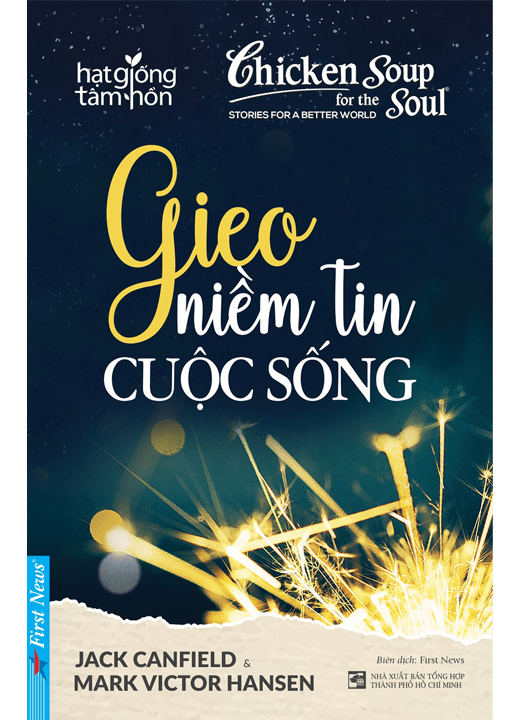 hạt giống
tâm hồn
Chicken Soup
for the
Soul®
STORIES FOR A BETTER WORLD
Gieo
niềm tin
CUỘC SỐNG
First News®
JACK CANFIELD &
MARK VICTOR HANSEN
Biên dịch: First News
NHÀ XUẤT BẢN TỔNG HỢP
THÀNH PHỐ HỒ CHÍ MINH